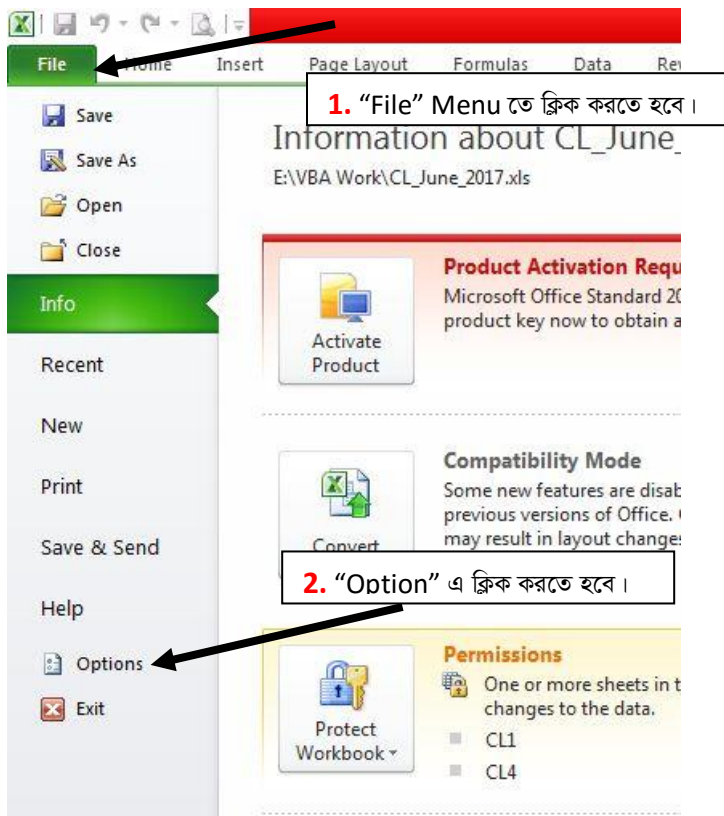 File Home Insert Page Layout Formulas Data Rev
1. “File” Menu তে ক্লিক করতে হবে।
Save
Save As
Open
Close
Info
Recent
New
Print
Save & Send
Help
Options
Exit
Information about CL_June_
E:\VBA Work\CL_June_2017.xls
Activate
Product
Product Activation Requ
Microsoft Office Standard 20
product key now to obtain a
Convert
Compatibility Mode
Some new features are disab
previous versions of Office.
may result in layout changes
2. “Option” এ ক্লিক করতে হবে।
Protect
Workbook
Permissions
One or more sheets in t
changes to the data.
CL1
CL4